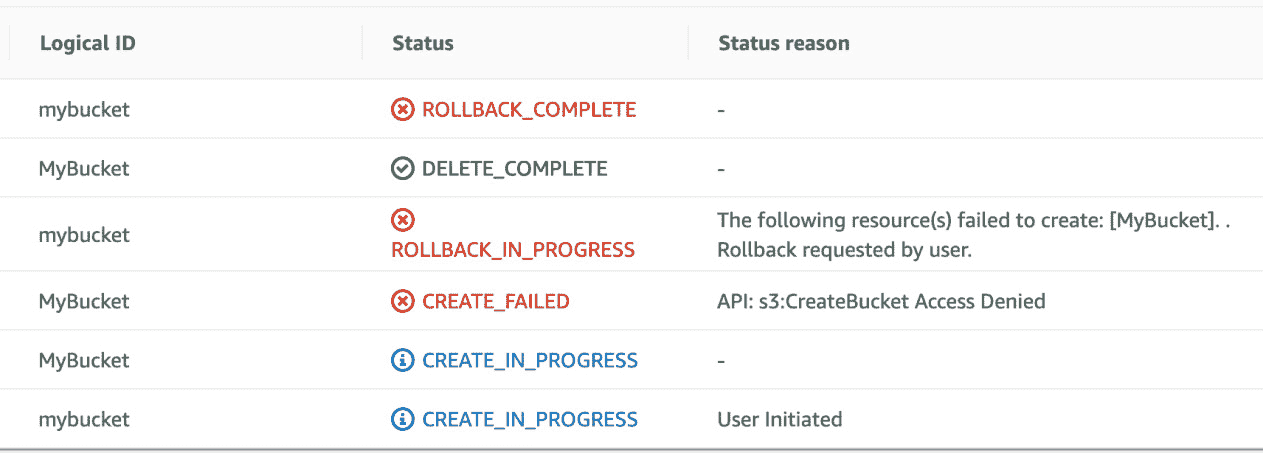 Logical ID Status Status reason
mybucket ROLLBACK_COMPLETE -
MyBucket DELETE_COMPLETE -
mybucket ROLLBACK_IN_PROGRESS The following resource(s) failed to create: [MyBucket]. .
Rollback requested by user.
MyBucket CREATE_FAILED API: s3:CreateBucket Access Denied
MyBucket CREATE_IN_PROGRESS -
mybucket CREATE_IN_PROGRESS User Initiated